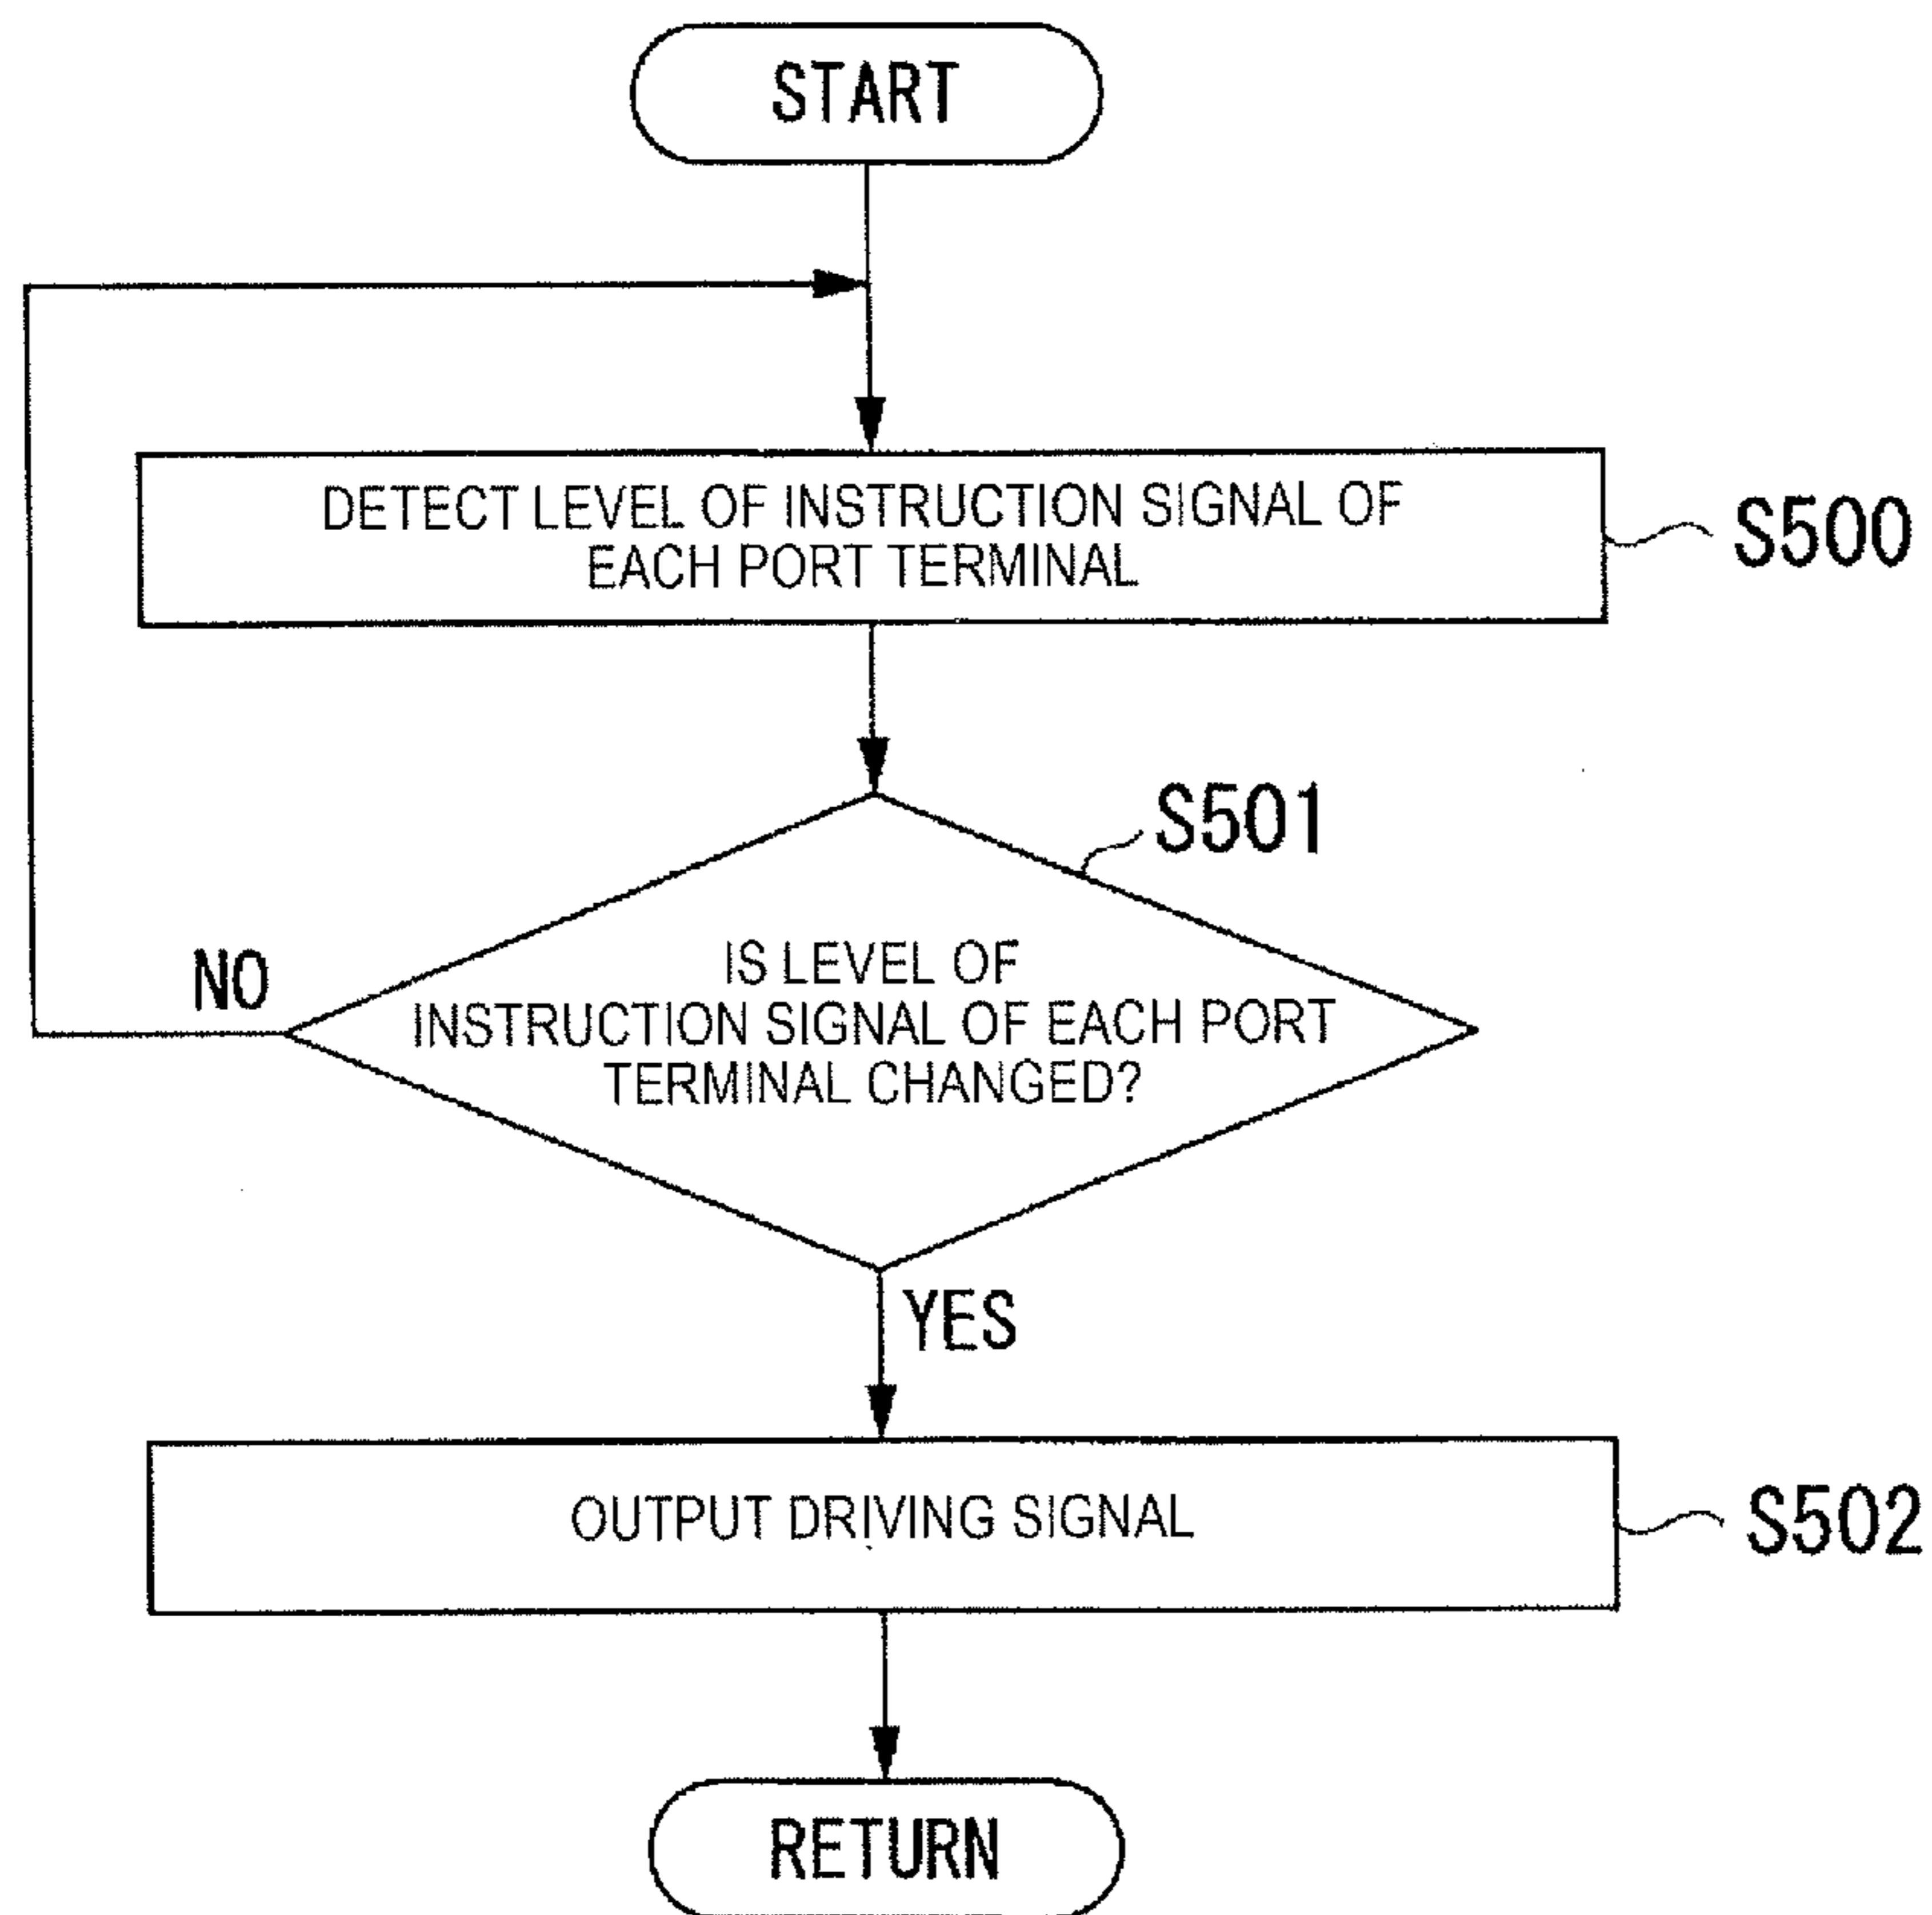 START
DETECT LEVEL OF INSTRUCTION SIGNAL OF
EACH PORT TERMINAL
S500
S501
IS LEVEL OF
INSTRUCTION SIGNAL OF EACH PORT
TERMINAL CHANGED?
NO
YES
OUTPUT DRIVING SIGNAL
S502
RETURN